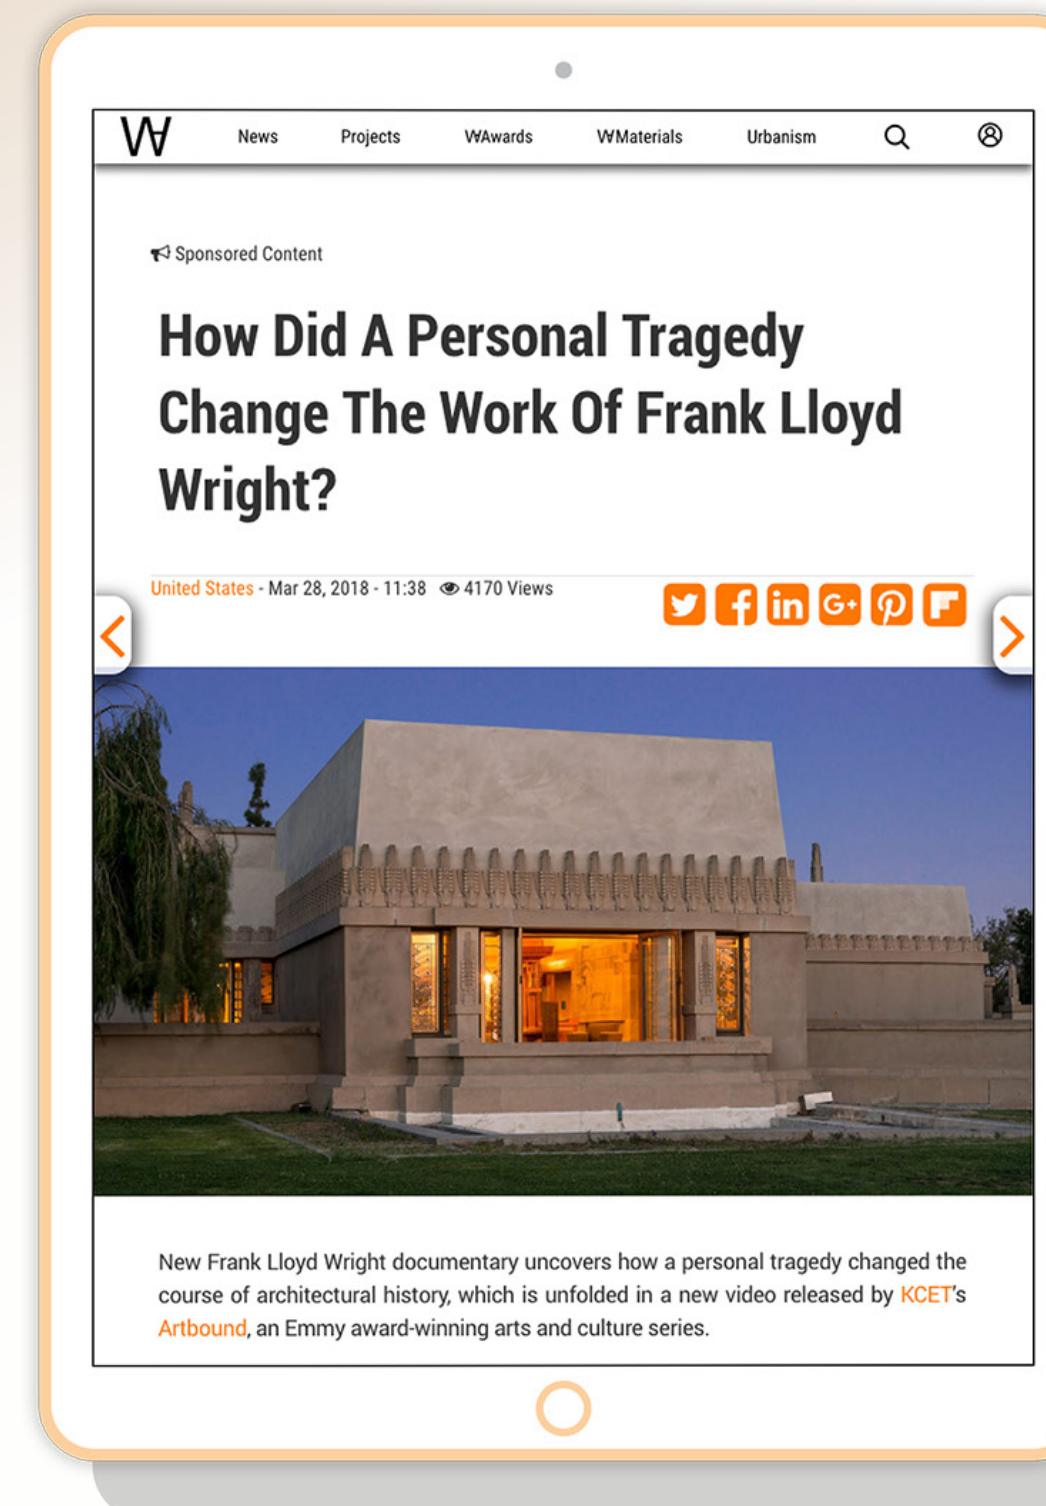 News Projects WAwards WMaterials Urbanism
Sponsored Content
How Did A Personal Tragedy
Change The Work Of Frank Lloyd
Wright?
United States - Mar 28, 2018 - 11:38 4170 Views
New Frank Lloyd Wright documentary uncovers how a personal tragedy changed the
course of architectural history, which is unfolded in a new video released by KCET's
Artbound, an Emmy award-winning arts and culture series.